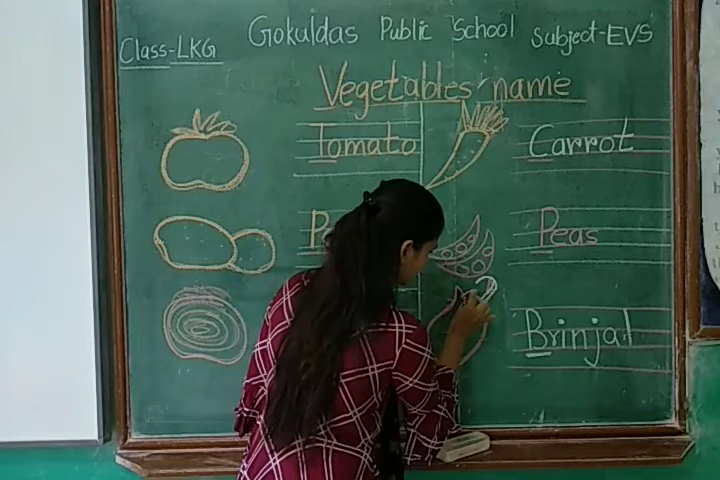 Gokuldas Public School
Class-LKG
Subject-EVS
Vegetables name
Tomato
Carrot
Peas
Brinjal